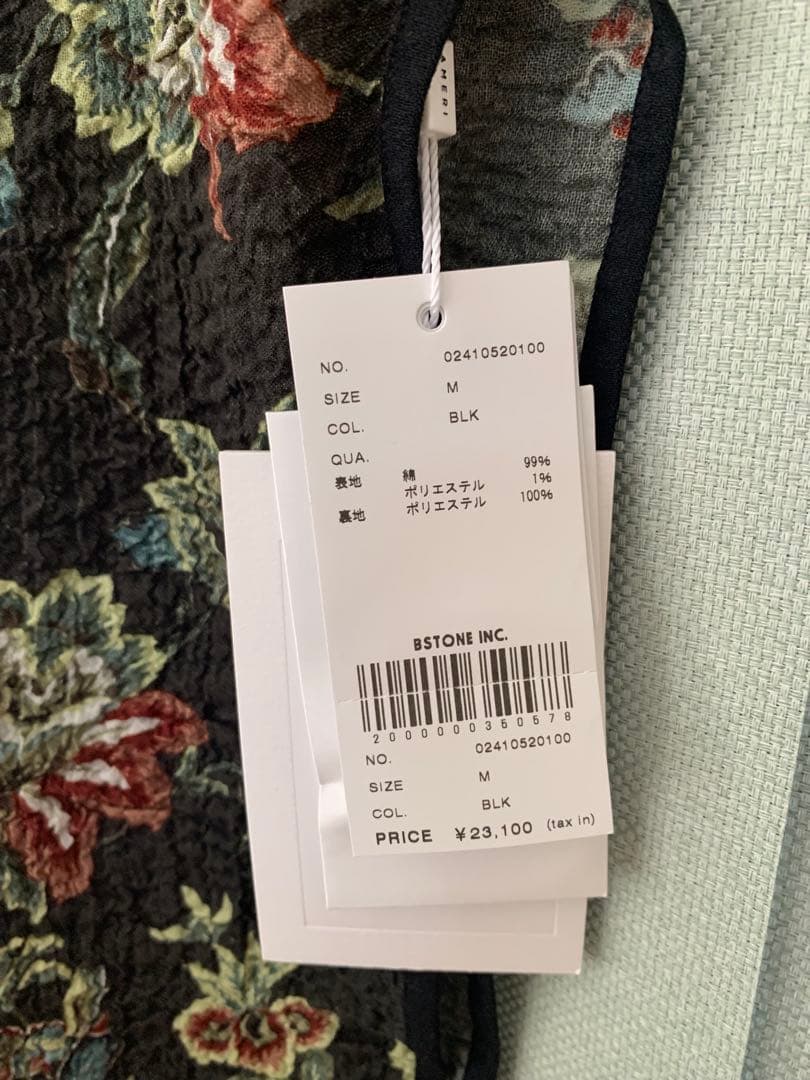 AMERI
NO. 02410520100
SIZE M
COL. BLK
QUA.
表地 綿 99%
ポリエステル 1%
裏地 ポリエステル 100%
BSTONE INC.
2000000350578
NO. 02410520100
SIZE M
COL. BLK
PRICE ¥23,100 (tax in)